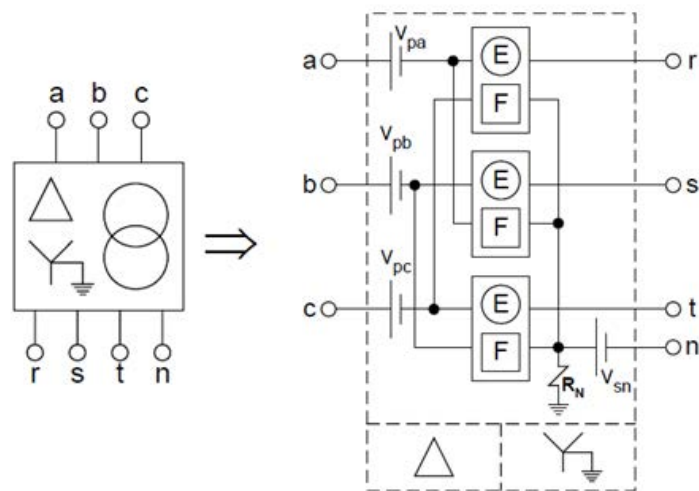 a b c
r s t n
V_pa
a E r
F
V_pb
b E s
F
V_pc
c E t
F n
R_N V_sn